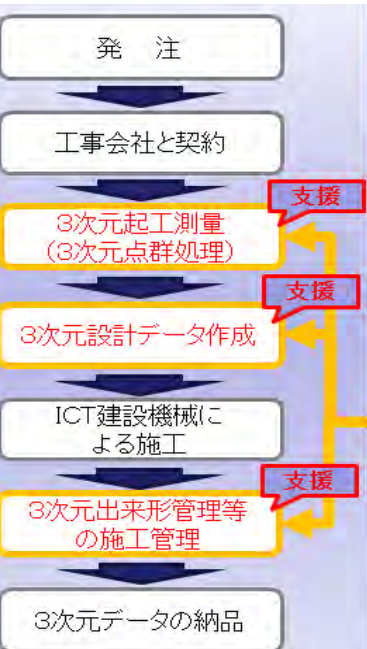 発　注
工事会社と契約
支援
3次元起工測量
(3次元点群処理)
支援
3次元設計データ作成
ICT建設機械に
よる施工
支援
3次元出来形管理等
の施工管理
3次元データの納品